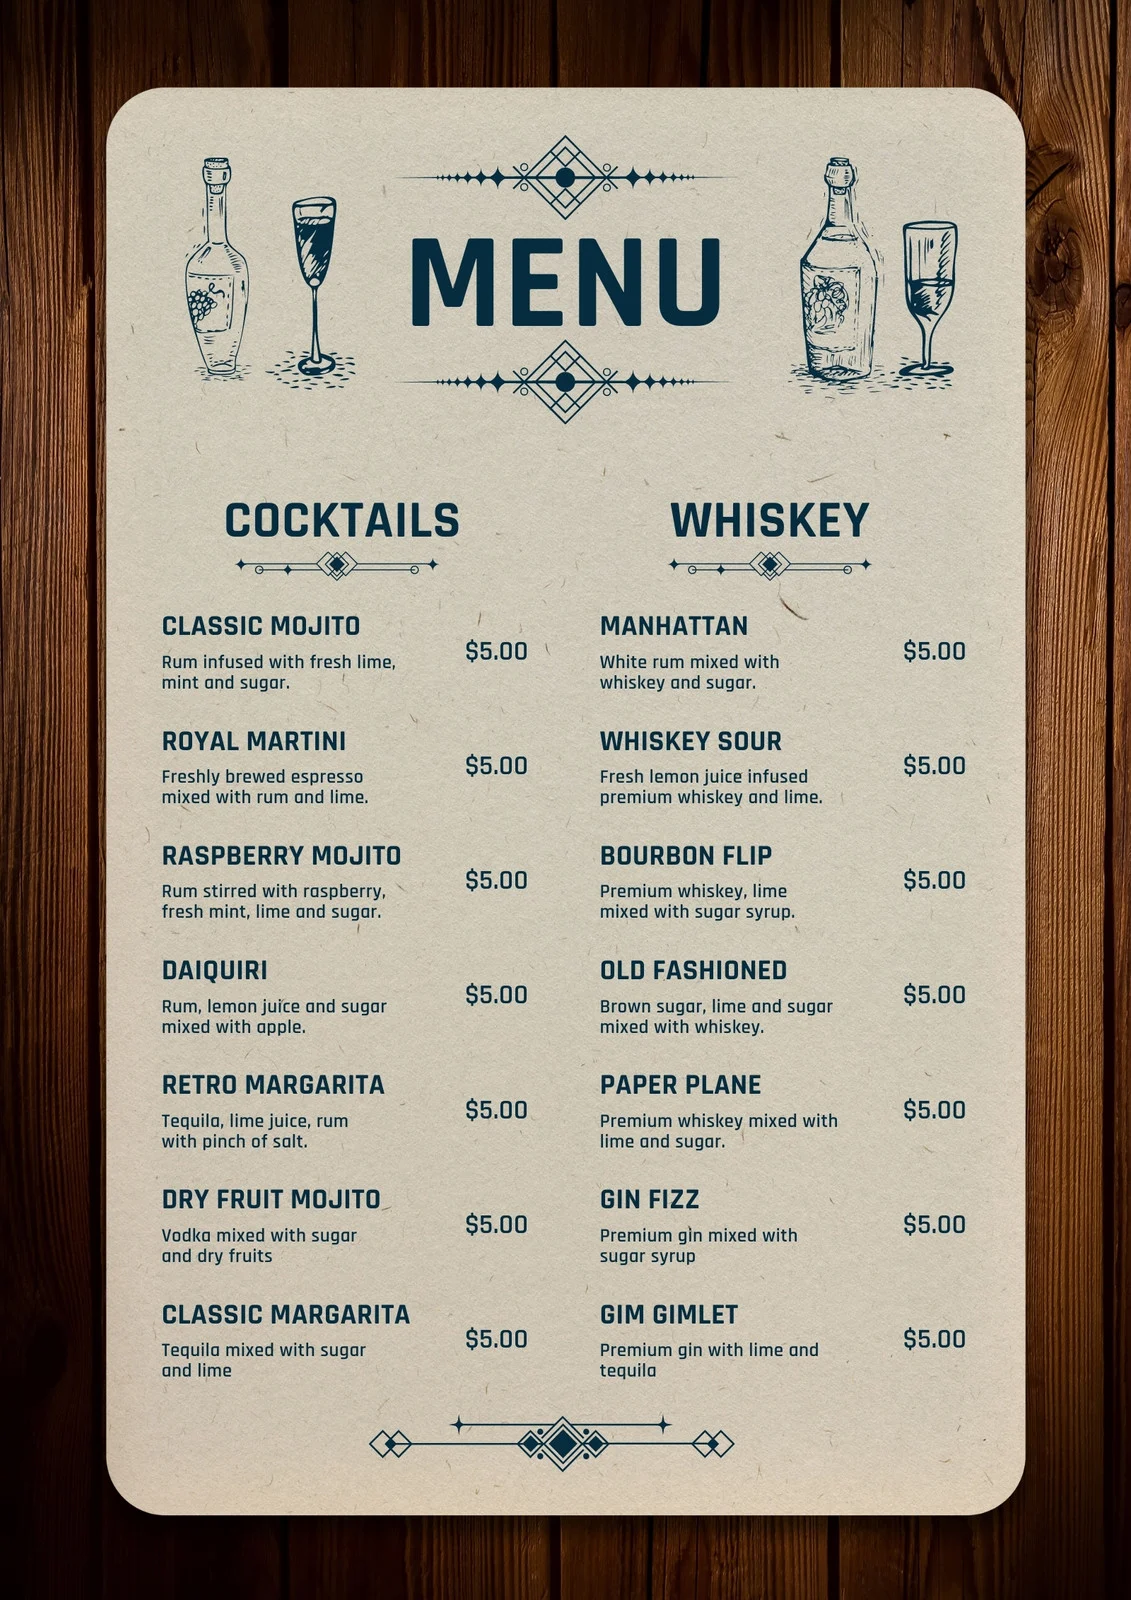 MENU
COCKTAILS
CLASSIC MOJITO
$5.00
Rum infused with fresh lime,
mint and sugar.
ROYAL MARTINI
$5.00
Freshly brewed espresso
mixed with rum and lime.
RASPBERRY MOJITO
$5.00
Rum stirred with raspberry,
fresh mint, lime and sugar.
DAIQUIRI
$5.00
Rum, lemon juice and sugar
mixed with apple.
RETRO MARGARITA
$5.00
Tequila, lime juice, rum
with pinch of salt.
DRY FRUIT MOJITO
$5.00
Vodka mixed with sugar
and dry fruits
CLASSIC MARGARITA
$5.00
Tequila mixed with sugar
and lime
WHISKEY
MANHATTAN
$5.00
White rum mixed with
whiskey and sugar.
WHISKEY SOUR
$5.00
Fresh lemon juice infused
premium whiskey and lime.
BOURBON FLIP
$5.00
Premium whiskey, lime
mixed with sugar syrup.
OLD FASHIONED
$5.00
Brown sugar, lime and sugar
mixed with whiskey.
PAPER PLANE
$5.00
Premium whiskey mixed with
lime and sugar.
GIN FIZZ
$5.00
Premium gin mixed with
sugar syrup
GIM GIMLET
$5.00
Premium gin with lime and
tequila